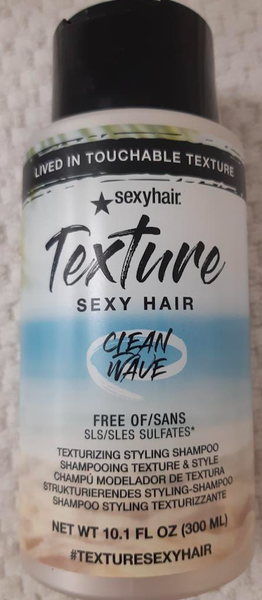 LIVED IN TOUCHABLE TEXTURE
sexyhair.
Texture
SEXY HAIR
CLEAN
WAVE
FREE OF/SANS
SLS/SLES SULFATES*
TEXTURIZING STYLING SHAMPOO
SHAMPOOING TEXTURE & STYLE
CHAMPÚ MODELADOR DE TEXTURA
STRUKTURIERENDES STYLING-SHAMPOO
SHAMPOO STYLING TEXTURIZZANTE
NET WT 10.1 FL OZ (300 ML)
#TEXTURESEXYHAIR